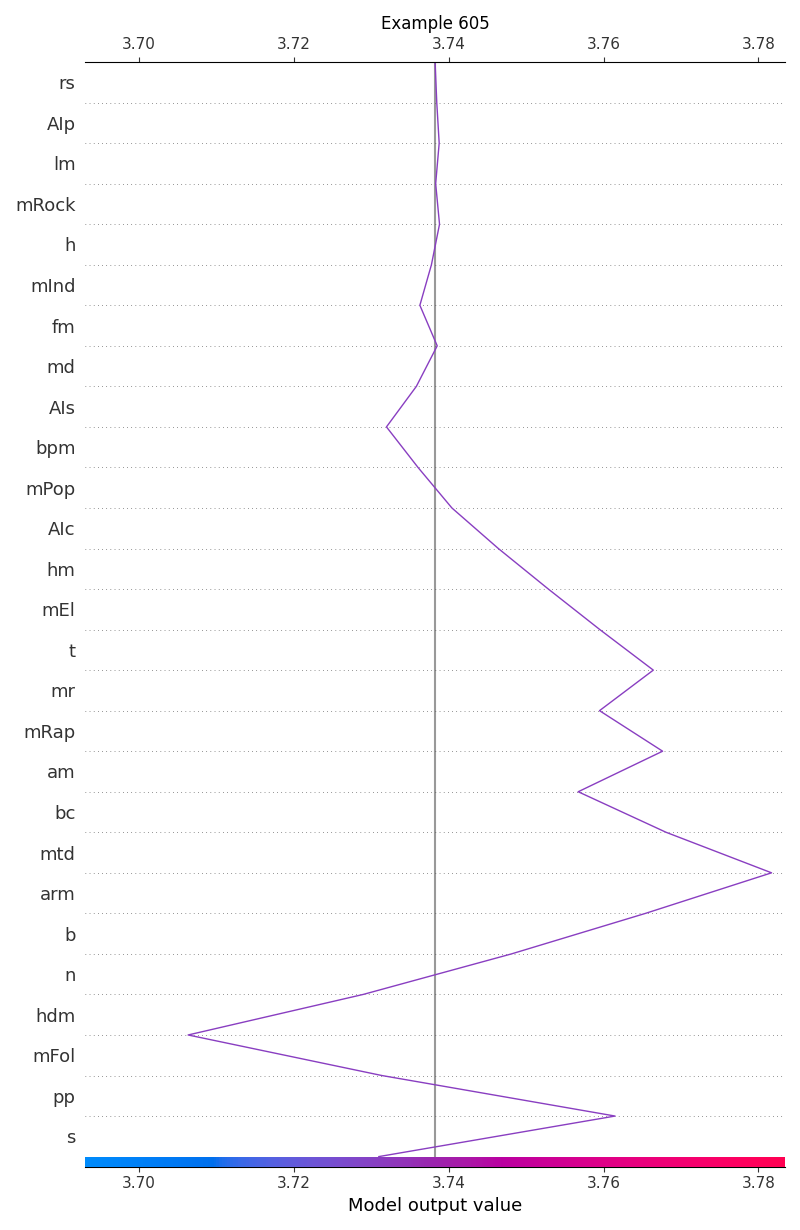 Example 605
3.70 3.72 3.74 3.76 3.78
rs
AIp
lm
mRock
h
mInd
fm
md
AIs
bpm
mPop
AIc
hm
mEl
t
mr
mRap
am
bc
mtd
arm
b
n
hdm
mFol
pp
s
3.70 3.72 3.74 3.76 3.78
Model output value